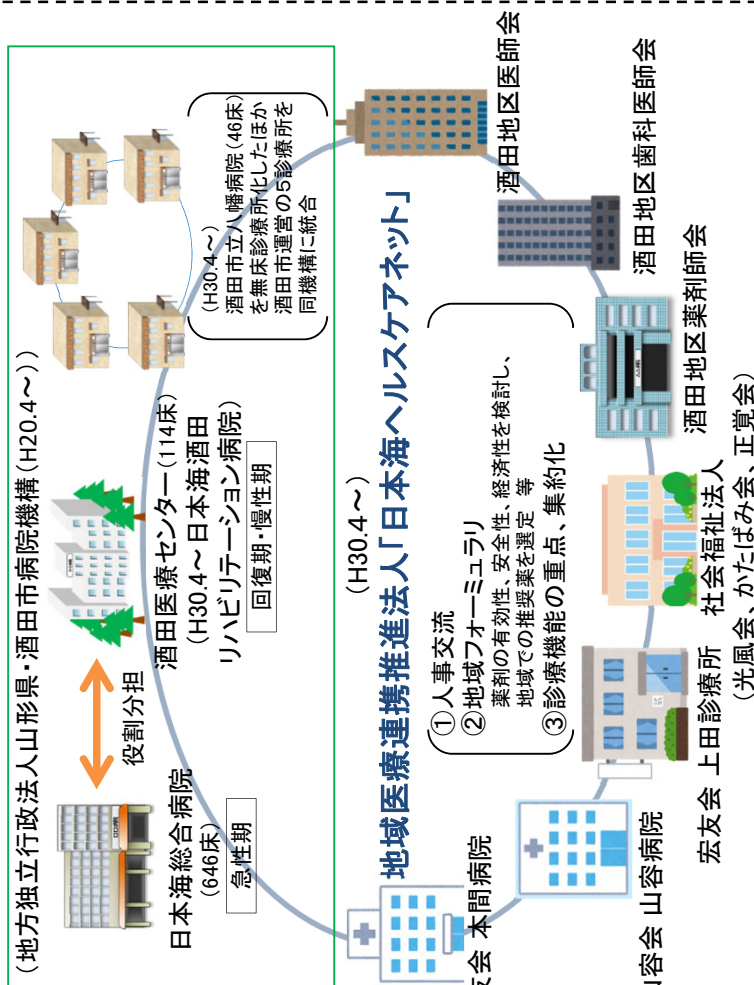 (地方独立行政法人山形県・酒田市病院機構(H20.4~))
日本海総合病院
(646床)
急性期
役割分担
酒田医療センター(114床)
(H30.4~日本海酒田
リハビリテーション病院)
回復期・慢性期
(H30.4~)
酒田市立八幡病院(46床)
を無床診療所化したほか
酒田市運営の5診療所を
同機構に統合
(H30.4~)
地域医療連携推進法人「日本海ヘルスケアネット」
①人事交流
②地域フォーミュラリ
薬剤の有効性、安全性、経済性を検討し、
地域での推奨薬を選定 等
③診療機能の重点、集約化
友会 本間病院
山容会 山容病院
宏友会 上田診療所
社会福祉法人
(光風会、かたばみ会、正覚会)
酒田地区薬剤師会
酒田地区歯科医師会
酒田地区医師会